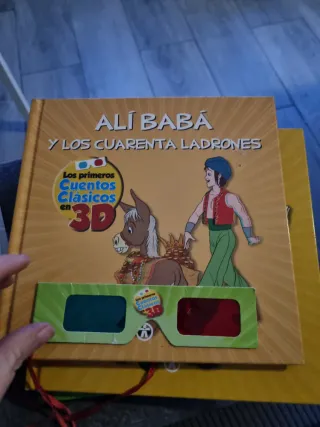 ALÍ BABÁ
Y LOS CUARENTA LADRONES
Los primeros
Cuentos
Clásicos
en 3D